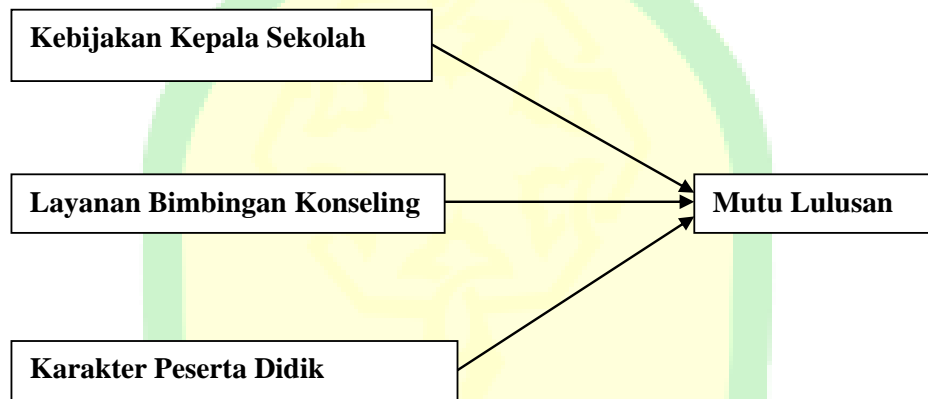 Kebijakan Kepala Sekolah
Layanan Bimbingan Konseling
Mutu Lulusan
Karakter Peserta Didik